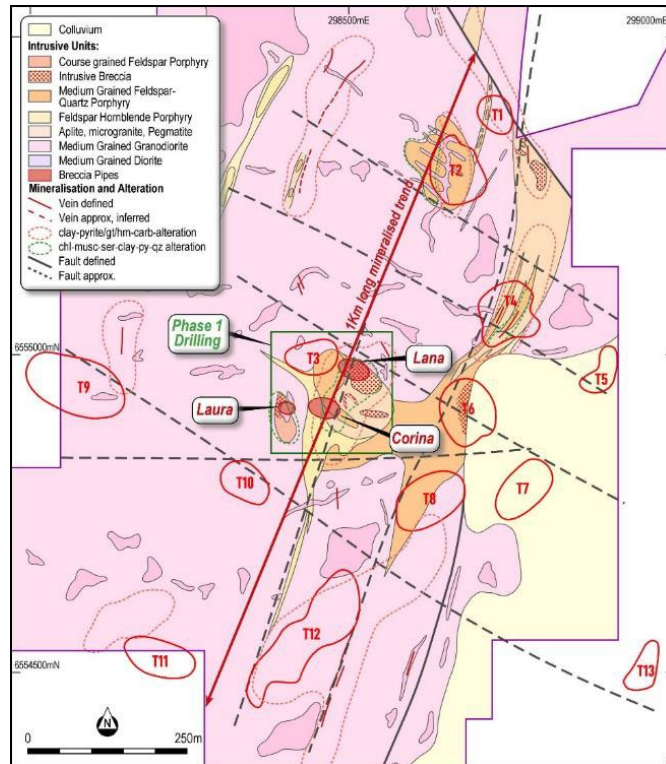 298500mE
299000mE
Colluvium
Intrusive Units:
Course grained Feldspar Porphyry
Intrusive Breccia
Medium Grained Feldspar-
Quartz Porphyry
Feldspar Hornblende Porphyry
Aplite, microgranite, Pegmatite
Medium Grained Granodiorite
Medium Grained Diorite
Breccia Pipes
Mineralisation and Alteration
Vein defined
Vein approx, inferred
clay-pyrite/gt/hm-carb-alteration
chl-musc-ser-clay-py-qz alteration
Fault defined
Fault approx.
T1
T2
1Km long mineralised trend
T4
Phase 1
Drilling
6555000mN
T3
Lana
T5
T9
Laura
T6
Corina
T10
T7
T8
T12
T11
6554500mN
T13
N
0
250m